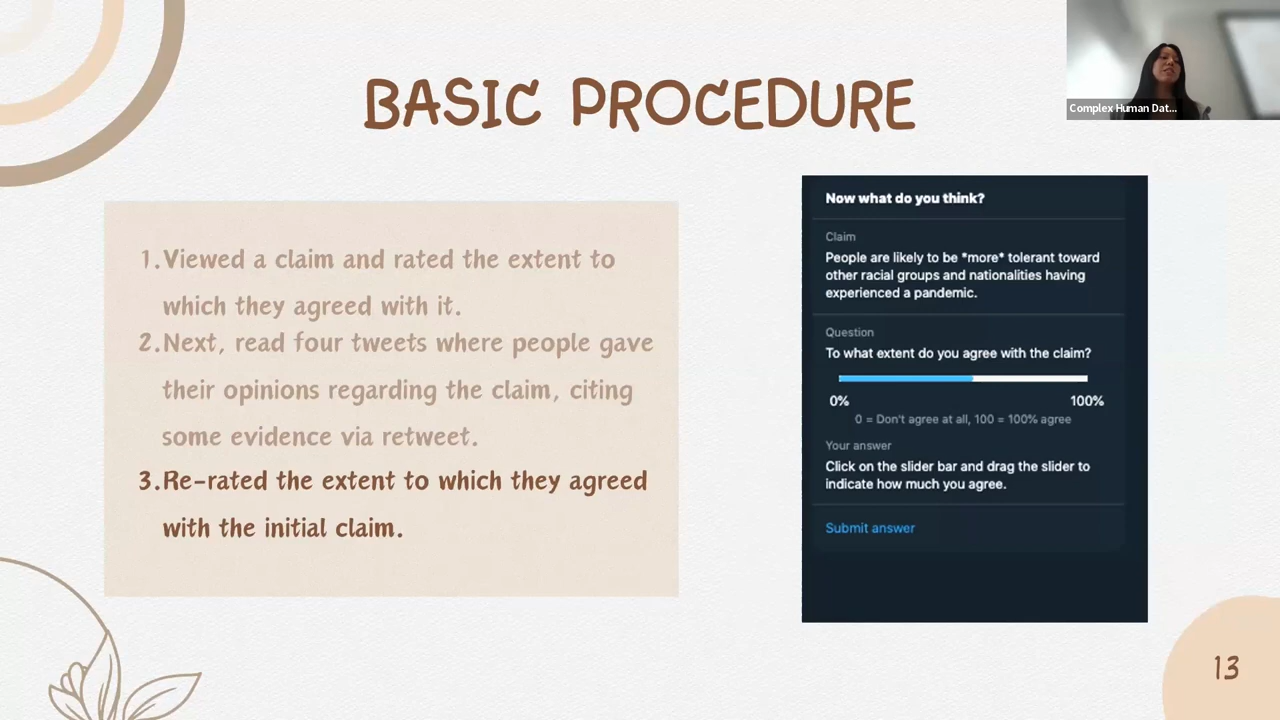 BASIC PROCEDURE
Complex Human Dat...
1.Viewed a claim and rated the extent to
which they agreed with it.
2.Next, read four tweets where people gave
their opinions regarding the claim, citing
some evidence via retweet.
3.Re-rated the extent to which they agreed
with the initial claim.
Now what do you think?
Claim
People are likely to be *more* tolerant toward
other racial groups and nationalities having
experienced a pandemic.
Question
To what extent do you agree with the claim?
0% 100%
0 = Don't agree at all, 100 = 100% agree
Your answer
Click on the slider bar and drag the slider to
indicate how much you agree.
Submit answer
13